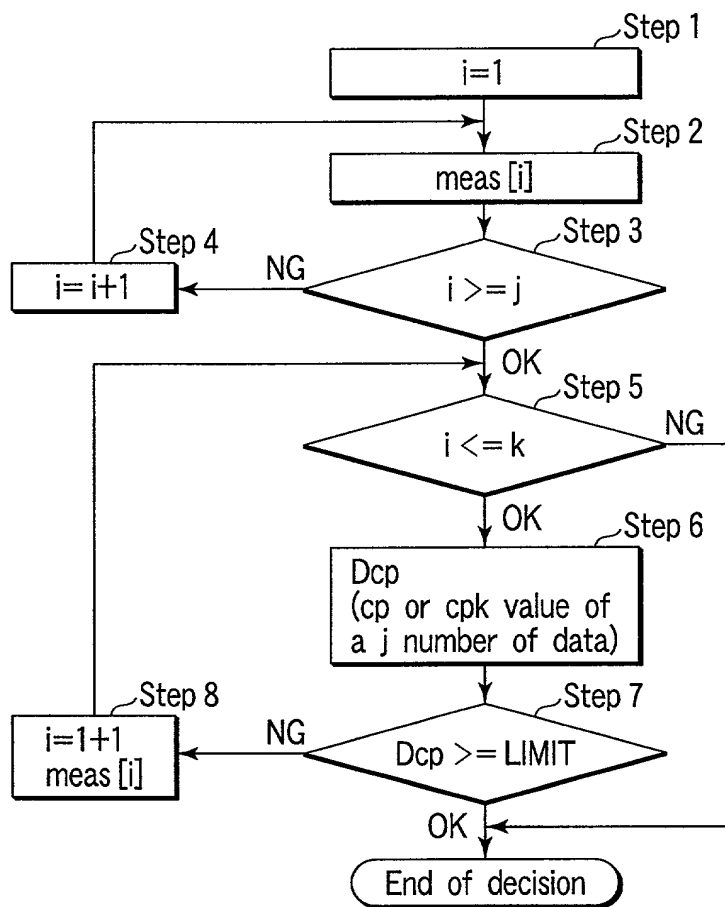 Step 1
i=1
Step 2
meas [i]
Step 3
i >= j
NG
Step 4
i= i+1
OK
Step 5
i <= k
NG
OK
Step 6
Dcp
(cp or cpk value of
a j number of data)
Step 7
Dcp >= LIMIT
NG
Step 8
i=1+1
meas [i]
OK
End of decision